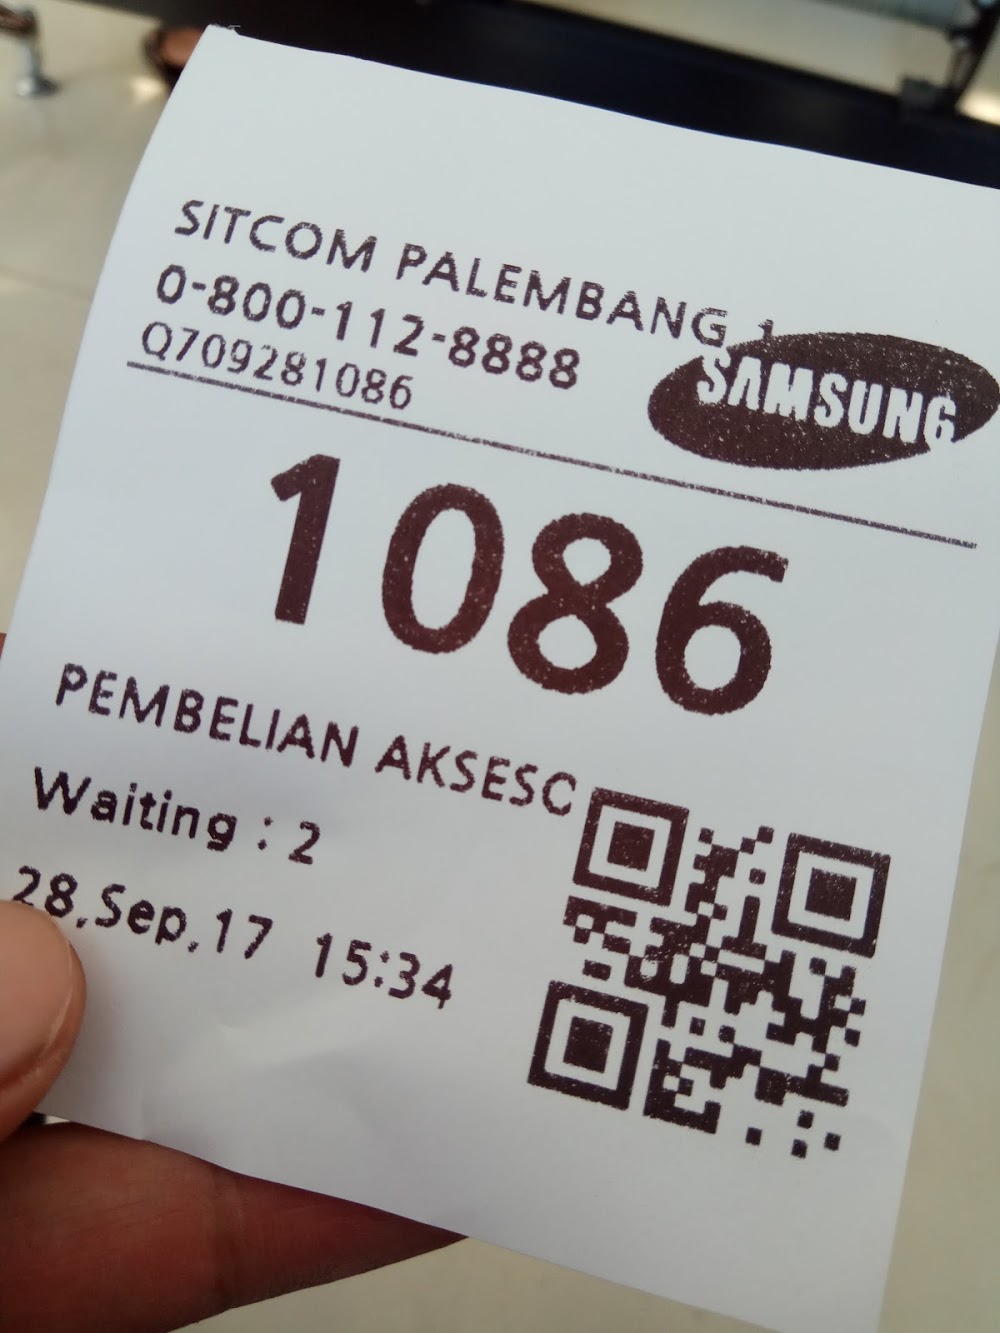 SITCOM PALEMBANG 1
0-800-112-8888
Q709281086
SAMSUNG
1086
PEMBELIAN AKSESC
Waiting : 2
28,Sep,17 15:34